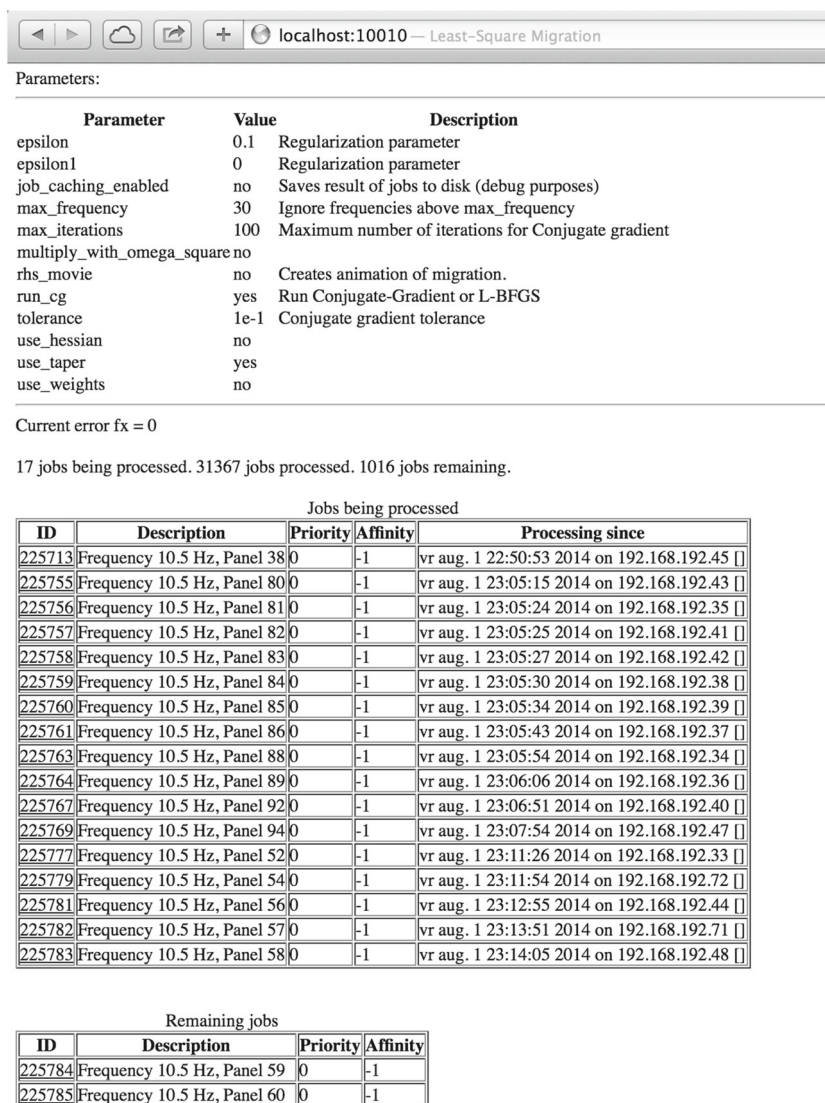 localhost:10010 — Least-Square Migration
Parameters:
Parameter Value Description
epsilon 0.1 Regularization parameter
epsilon1 0 Regularization parameter
job_caching_enabled no Saves result of jobs to disk (debug purposes)
max_frequency 30 Ignore frequencies above max_frequency
max_iterations 100 Maximum number of iterations for Conjugate gradient
multiply_with_omega_square no
rhs_movie no Creates animation of migration.
run_cg yes Run Conjugate-Gradient or L-BFGS
tolerance 1e-1 Conjugate gradient tolerance
use_hessian no
use_taper yes
use_weights no
Current error fx = 0
17 jobs being processed. 31367 jobs processed. 1016 jobs remaining.
Jobs being processed
ID Description Priority Affinity Processing since
225713 Frequency 10.5 Hz, Panel 38 0 -1 vr aug. 1 22:50:53 2014 on 192.168.192.45 []
225755 Frequency 10.5 Hz, Panel 80 0 -1 vr aug. 1 23:05:15 2014 on 192.168.192.43 []
225756 Frequency 10.5 Hz, Panel 81 0 -1 vr aug. 1 23:05:24 2014 on 192.168.192.35 []
225757 Frequency 10.5 Hz, Panel 82 0 -1 vr aug. 1 23:05:25 2014 on 192.168.192.41 []
225758 Frequency 10.5 Hz, Panel 83 0 -1 vr aug. 1 23:05:27 2014 on 192.168.192.42 []
225759 Frequency 10.5 Hz, Panel 84 0 -1 vr aug. 1 23:05:30 2014 on 192.168.192.38 []
225760 Frequency 10.5 Hz, Panel 85 0 -1 vr aug. 1 23:05:34 2014 on 192.168.192.39 []
225761 Frequency 10.5 Hz, Panel 86 0 -1 vr aug. 1 23:05:43 2014 on 192.168.192.37 []
225763 Frequency 10.5 Hz, Panel 88 0 -1 vr aug. 1 23:05:54 2014 on 192.168.192.34 []
225764 Frequency 10.5 Hz, Panel 89 0 -1 vr aug. 1 23:06:06 2014 on 192.168.192.36 []
225767 Frequency 10.5 Hz, Panel 92 0 -1 vr aug. 1 23:06:51 2014 on 192.168.192.40 []
225769 Frequency 10.5 Hz, Panel 94 0 -1 vr aug. 1 23:07:54 2014 on 192.168.192.47 []
225777 Frequency 10.5 Hz, Panel 52 0 -1 vr aug. 1 23:11:26 2014 on 192.168.192.33 []
225779 Frequency 10.5 Hz, Panel 54 0 -1 vr aug. 1 23:11:54 2014 on 192.168.192.72 []
225781 Frequency 10.5 Hz, Panel 56 0 -1 vr aug. 1 23:12:55 2014 on 192.168.192.44 []
225782 Frequency 10.5 Hz, Panel 57 0 -1 vr aug. 1 23:13:51 2014 on 192.168.192.71 []
225783 Frequency 10.5 Hz, Panel 58 0 -1 vr aug. 1 23:14:05 2014 on 192.168.192.48 []
Remaining jobs
ID Description Priority Affinity
225784 Frequency 10.5 Hz, Panel 59 0 -1
225785 Frequency 10.5 Hz, Panel 60 0 -1